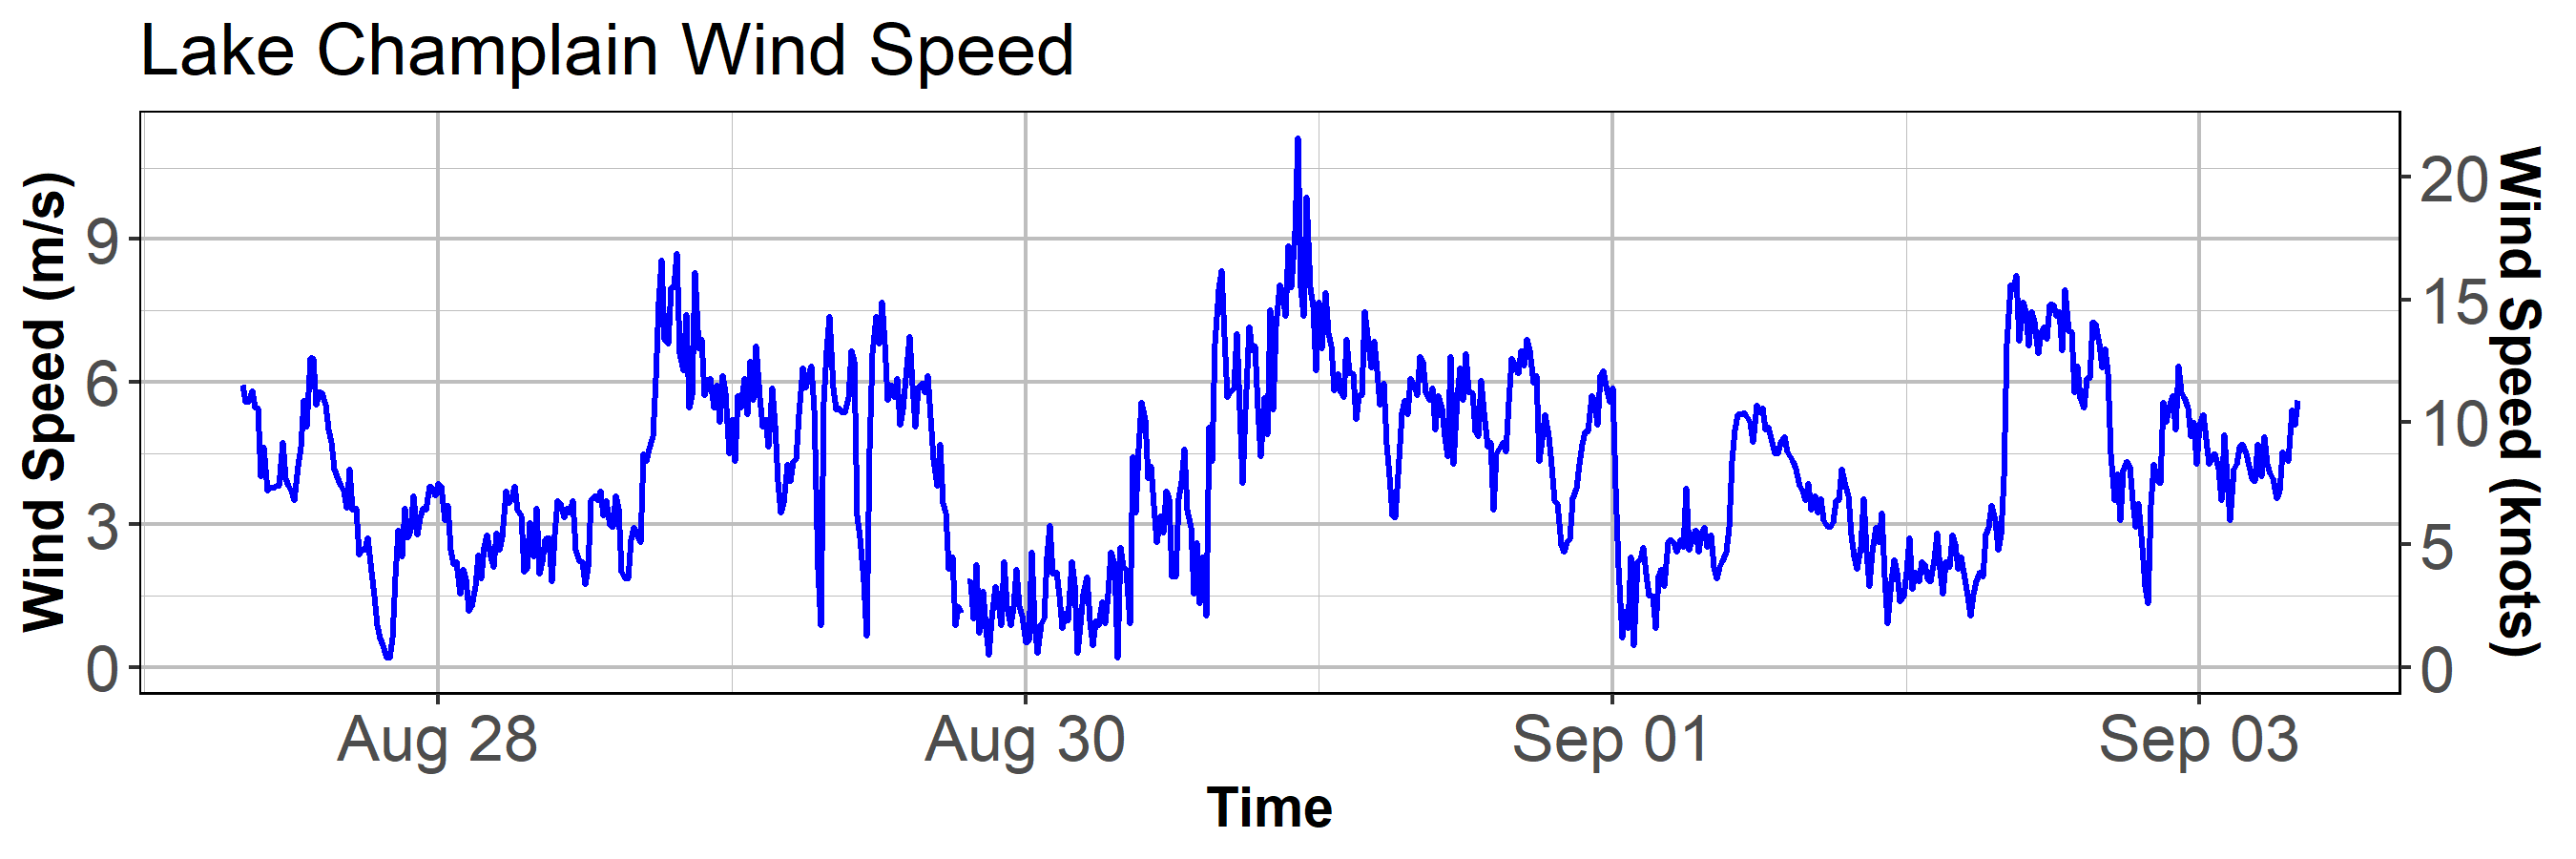 Lake Champlain Wind Speed
Wind Speed (m/s)
9
6
3
0
20
15
10
5
0
Wind Speed (knots)
Aug 28
Aug 30
Sep 01
Sep 03
Time